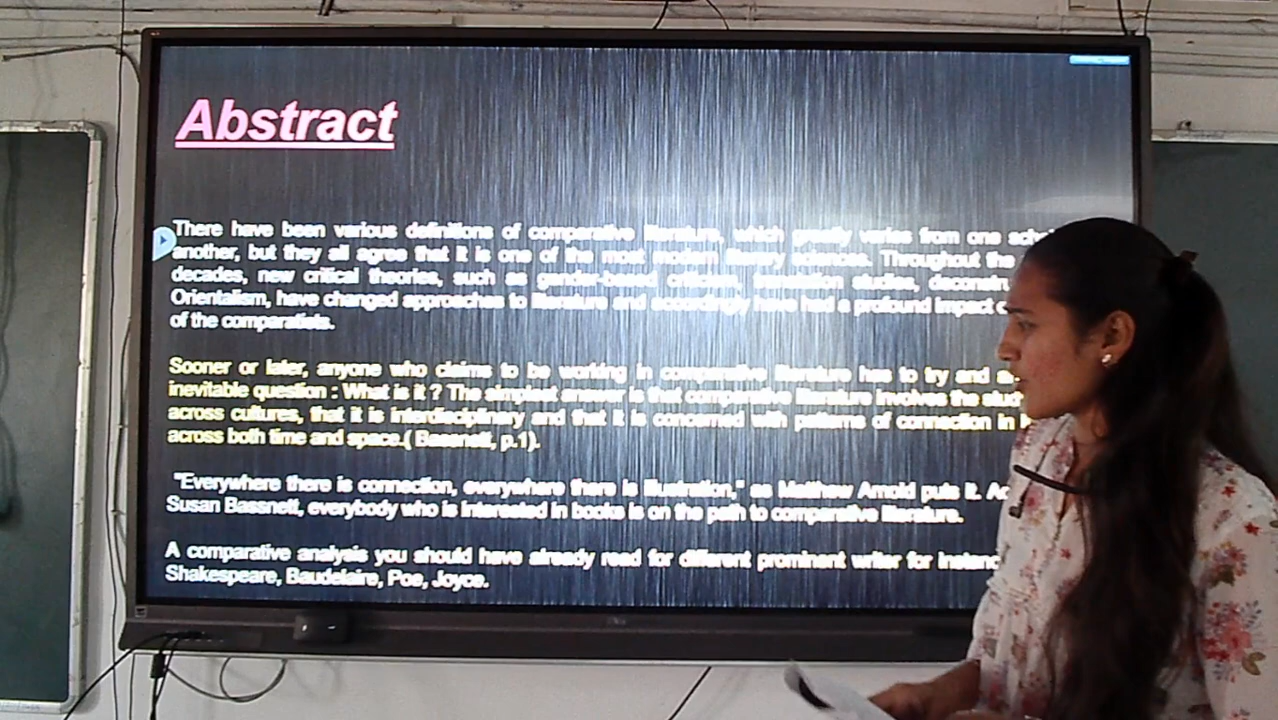 Abstract
There have been various definitions of comparative literature, which greatly varies from one
another, but they all agree that it is one of the most modern literary sciences. Throughout the
decades, new critical theories, such as gender-based criticism, translation studies,
Orientalism, have changed approaches to literature and accordingly have had a profound impact
of the comparatists.
Sooner or later, anyone who claims to be working in comparative literature has to try and
inevitable question : What is it ? The simplest answer is that comparative literature involves the
across cultures, that it is interdisciplinary and that it is concerned with patterns of connection in
across both time and space.( Bassnett, p.1).
"Everywhere there is connection, everywhere there is illustration," as Matthew Arnold puts it.
Susan Bassnett, everybody who is interested in books is on the path to comparative literature.
A comparative analysis you should have already read for different prominent writer for
Shakespeare, Baudelaire, Poe, Joyce.